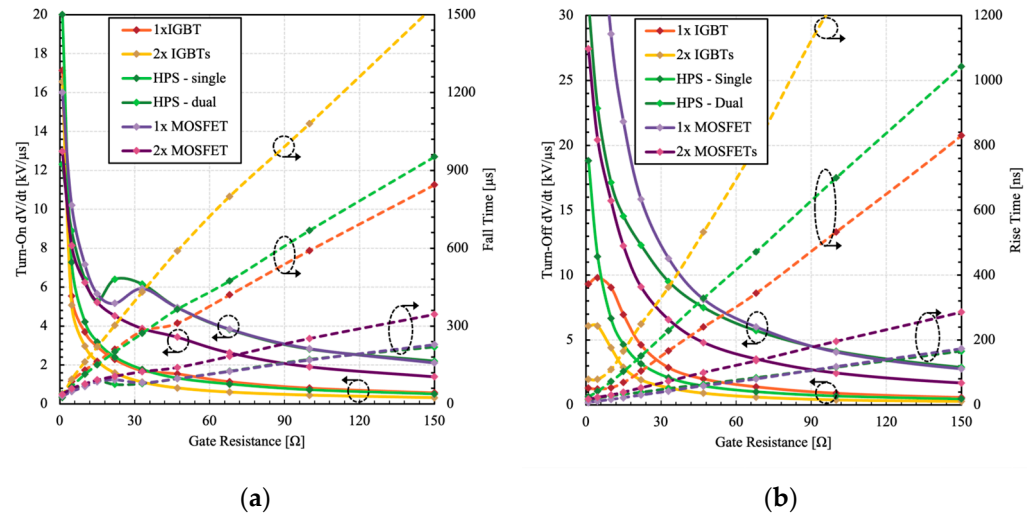 20
18
16
14
12
10
8
6
4
2
0
Turn-On dV/dt [kV/µs]
1xIGBT
2x IGBTs
HPS - single
HPS - dual
1x MOSFET
2x MOSFET
1500
1200
900
600
300
0
Fall Time [µs]
0 30 60 90 120 150
Gate Resistance [Ω]
(a)
30
25
20
15
10
5
0
Turn-Off dV/dt [kV/µs]
1x IGBT
2x IGBTs
HPS - Single
HPS - Dual
1x MOSFET
2x MOSFETs
1200
1000
800
600
400
200
0
Rise Time [ns]
0 30 60 90 120 150
Gate Resistance [Ω]
(b)